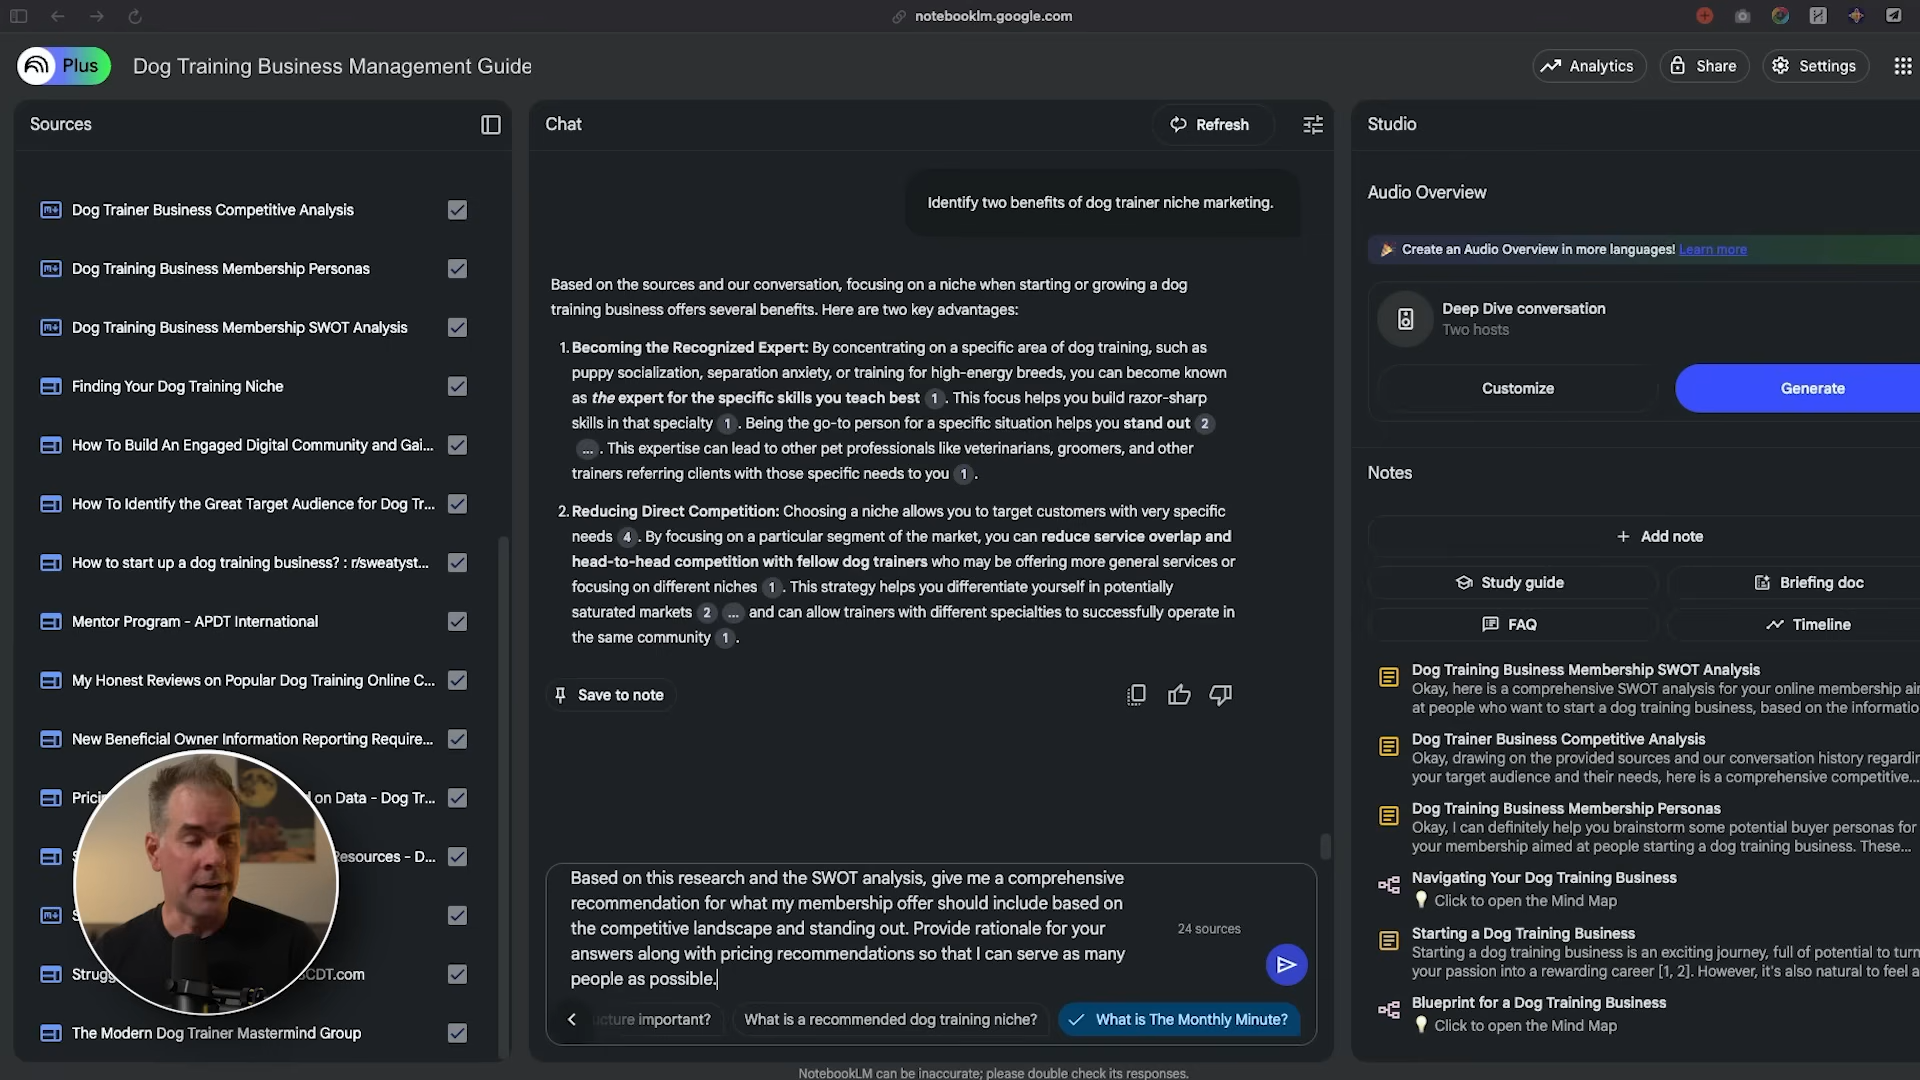 notebooklm.google.com
Plus
Dog Training Business Management Guide
Analytics
Share
Settings
Sources
Dog Trainer Business Competitive Analysis
Dog Training Business Membership Personas
Dog Training Business Membership SWOT Analysis
Finding Your Dog Training Niche
How To Build An Engaged Digital Community and Gai...
How To Identify the Great Target Audience for Dog Tr...
How to start up a dog training business? : r/sweatyst...
Mentor Program - APDT International
My Honest Reviews on Popular Dog Training Online C...
New Beneficial Owner Information Reporting Require...
on Data - Dog Tr...
Resources - D...
CDT.com
The Modern Dog Trainer Mastermind Group
Chat
Refresh
Identify two benefits of dog trainer niche marketing.
Based on the sources and our conversation, focusing on a niche when starting or growing a dog
training business offers several benefits. Here are two key advantages:
1. Becoming the Recognized Expert: By concentrating on a specific area of dog training, such as
puppy socialization, separation anxiety, or training for high-energy breeds, you can become known
as the expert for the specific skills you teach best 1 . This focus helps you build razor-sharp
skills in that specialty 1 . Being the go-to person for a specific situation helps you stand out 2
... . This expertise can lead to other pet professionals like veterinarians, groomers, and other
trainers referring clients with those specific needs to you 1 .
2. Reducing Direct Competition: Choosing a niche allows you to target customers with very specific
needs 4 . By focusing on a particular segment of the market, you can reduce service overlap and
head-to-head competition with fellow dog trainers who may be offering more general services or
focusing on different niches 1 . This strategy helps you differentiate yourself in potentially
saturated markets 2 ... and can allow trainers with different specialties to successfully operate in
the same community 1 .
Save to note
Based on this research and the SWOT analysis, give me a comprehensive
recommendation for what my membership offer should include based on
the competitive landscape and standing out. Provide rationale for your
answers along with pricing recommendations so that I can serve as many
people as possible.
24 sources
ucture important?
What is a recommended dog training niche?
What is The Monthly Minute?
NotebookLM can be inaccurate; please double check its responses.
Studio
Audio Overview
Create an Audio Overview in more languages! Learn more
Deep Dive conversation
Two hosts
Customize
Generate
Notes
+ Add note
Study guide
Briefing doc
FAQ
Timeline
Dog Training Business Membership SWOT Analysis
Okay, here is a comprehensive SWOT analysis for your online membership ai
at people who want to start a dog training business, based on the informatio
Dog Trainer Business Competitive Analysis
Okay, drawing on the provided sources and our conversation history regardi
your target audience and their needs, here is a comprehensive competitive...
Dog Training Business Membership Personas
Okay, I can definitely help you brainstorm some potential buyer personas for
your membership aimed at people starting a dog training business. These...
Navigating Your Dog Training Business
Click to open the Mind Map
Starting a Dog Training Business
Starting a dog training business is an exciting journey, full of potential to turn
your passion into a rewarding career [1, 2]. However, it's also natural to feel a
Blueprint for a Dog Training Business
Click to open the Mind Map